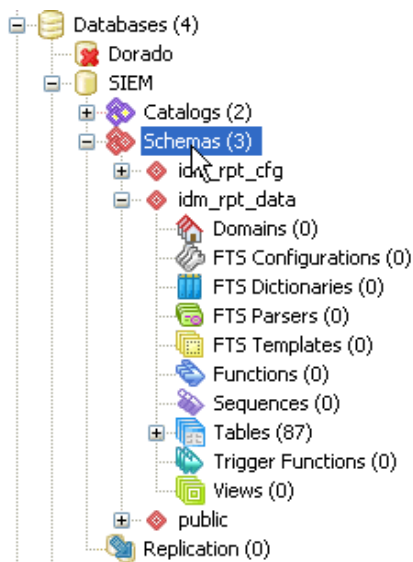 Databases (4)
Dorado
SIEM
Catalogs (2)
Schemas (3)
idm_rpt_cfg
idm_rpt_data
Domains (0)
FTS Configurations (0)
FTS Dictionaries (0)
FTS Parsers (0)
FTS Templates (0)
Functions (0)
Sequences (0)
Tables (87)
Trigger Functions (0)
Views (0)
public
Replication (0)